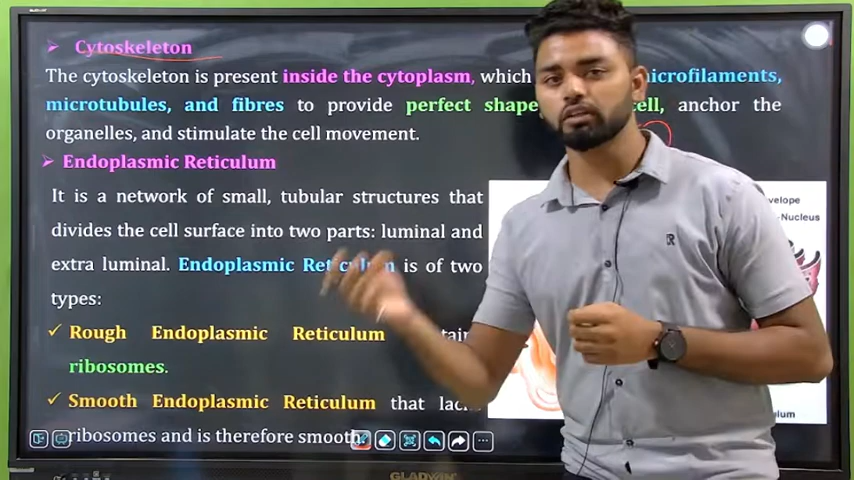 Cytoskeleton
The cytoskeleton is present inside the cytoplasm, which microfilaments,
microtubules, and fibres to provide perfect shape cell, anchor the
organelles, and stimulate the cell movement.
Endoplasmic Reticulum
It is a network of small, tubular structures that
divides the cell surface into two parts: luminal and
extra luminal. Endoplasmic Reticulum is of two
types:
Rough Endoplasmic Reticulum
ribosomes.
Smooth Endoplasmic Reticulum that lacks
ribosomes and is therefore smooth.
Nucleus
R
GLADWIN